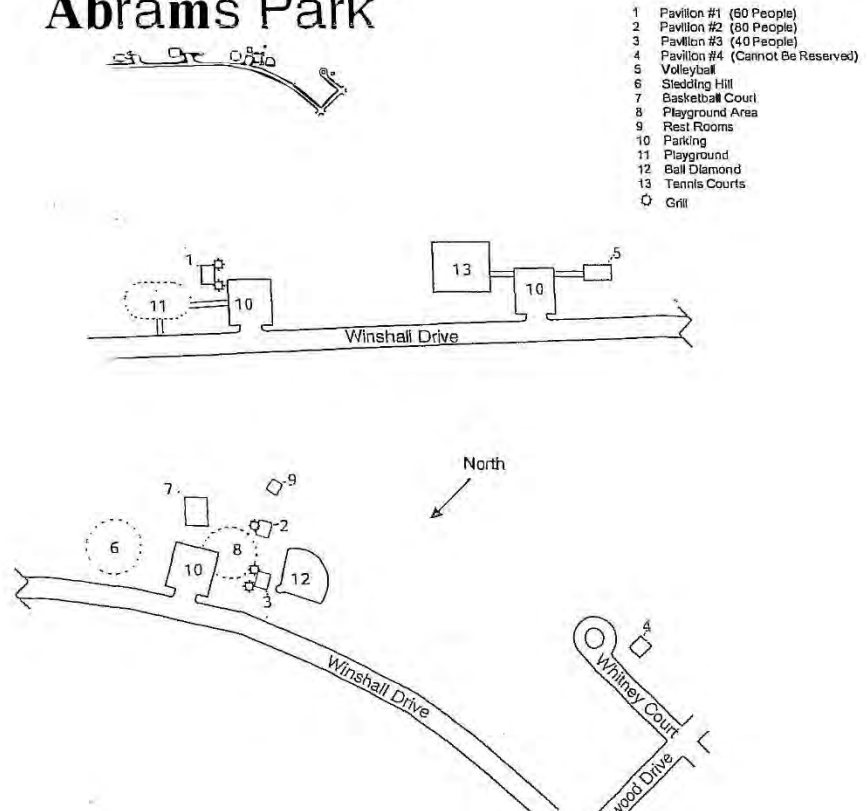 Abrams Park
1 Pavilion #1 (60 People)
2 Pavilion #2 (80 People)
3 Pavilion #3 (40 People)
4 Pavilion #4 (Cannot Be Reserved)
5 Volleyball
6 Sledding Hill
7 Basketball Court
8 Playground Area
9 Rest Rooms
10 Parking
11 Playground
12 Ball Diamond
13 Tennis Courts
Grill
1
11
10
13
10
5
Winshall Drive
North
7
9
2
6
8
10
12
3
4
Winshall Drive
Whitney Court
wood Drive